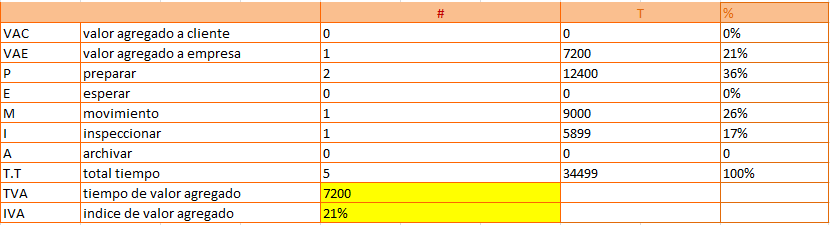 # T %
VAC valor agregado a cliente 0 0 0%
VAE valor agregado a empresa 1 7200 21%
P preparar 2 12400 36%
E esperar 0 0 0%
M movimiento 1 9000 26%
I inspeccionar 1 5899 17%
A archivar 0 0 0
T.T total tiempo 5 34499 100%
TVA tiempo de valor agregado 7200
IVA indice de valor agregado 21%